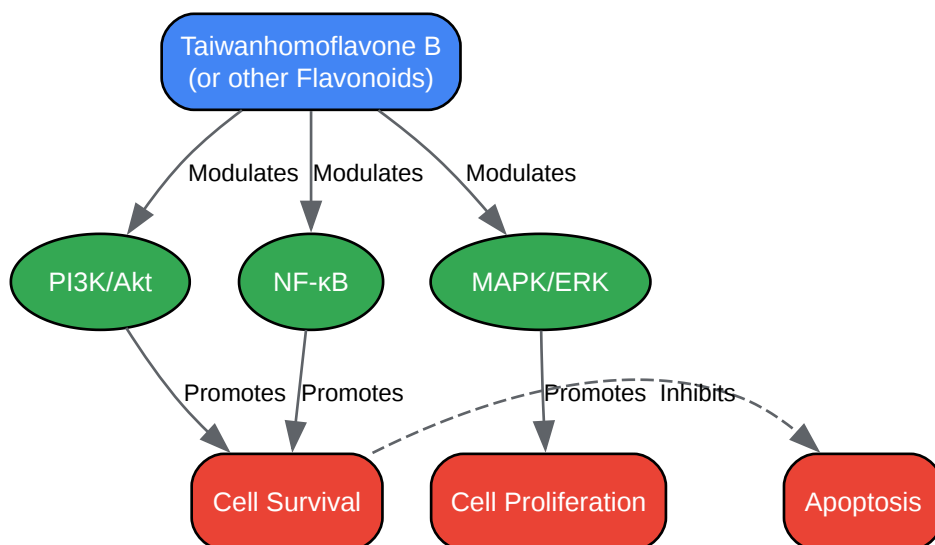 Taiwanhomoflavone B
(or other Flavonoids)
Modulates
Modulates
Modulates
PI3K/Akt
NF-κB
MAPK/ERK
Promotes
Promotes
Promotes
Inhibits
Cell Survival
Cell Proliferation
Apoptosis